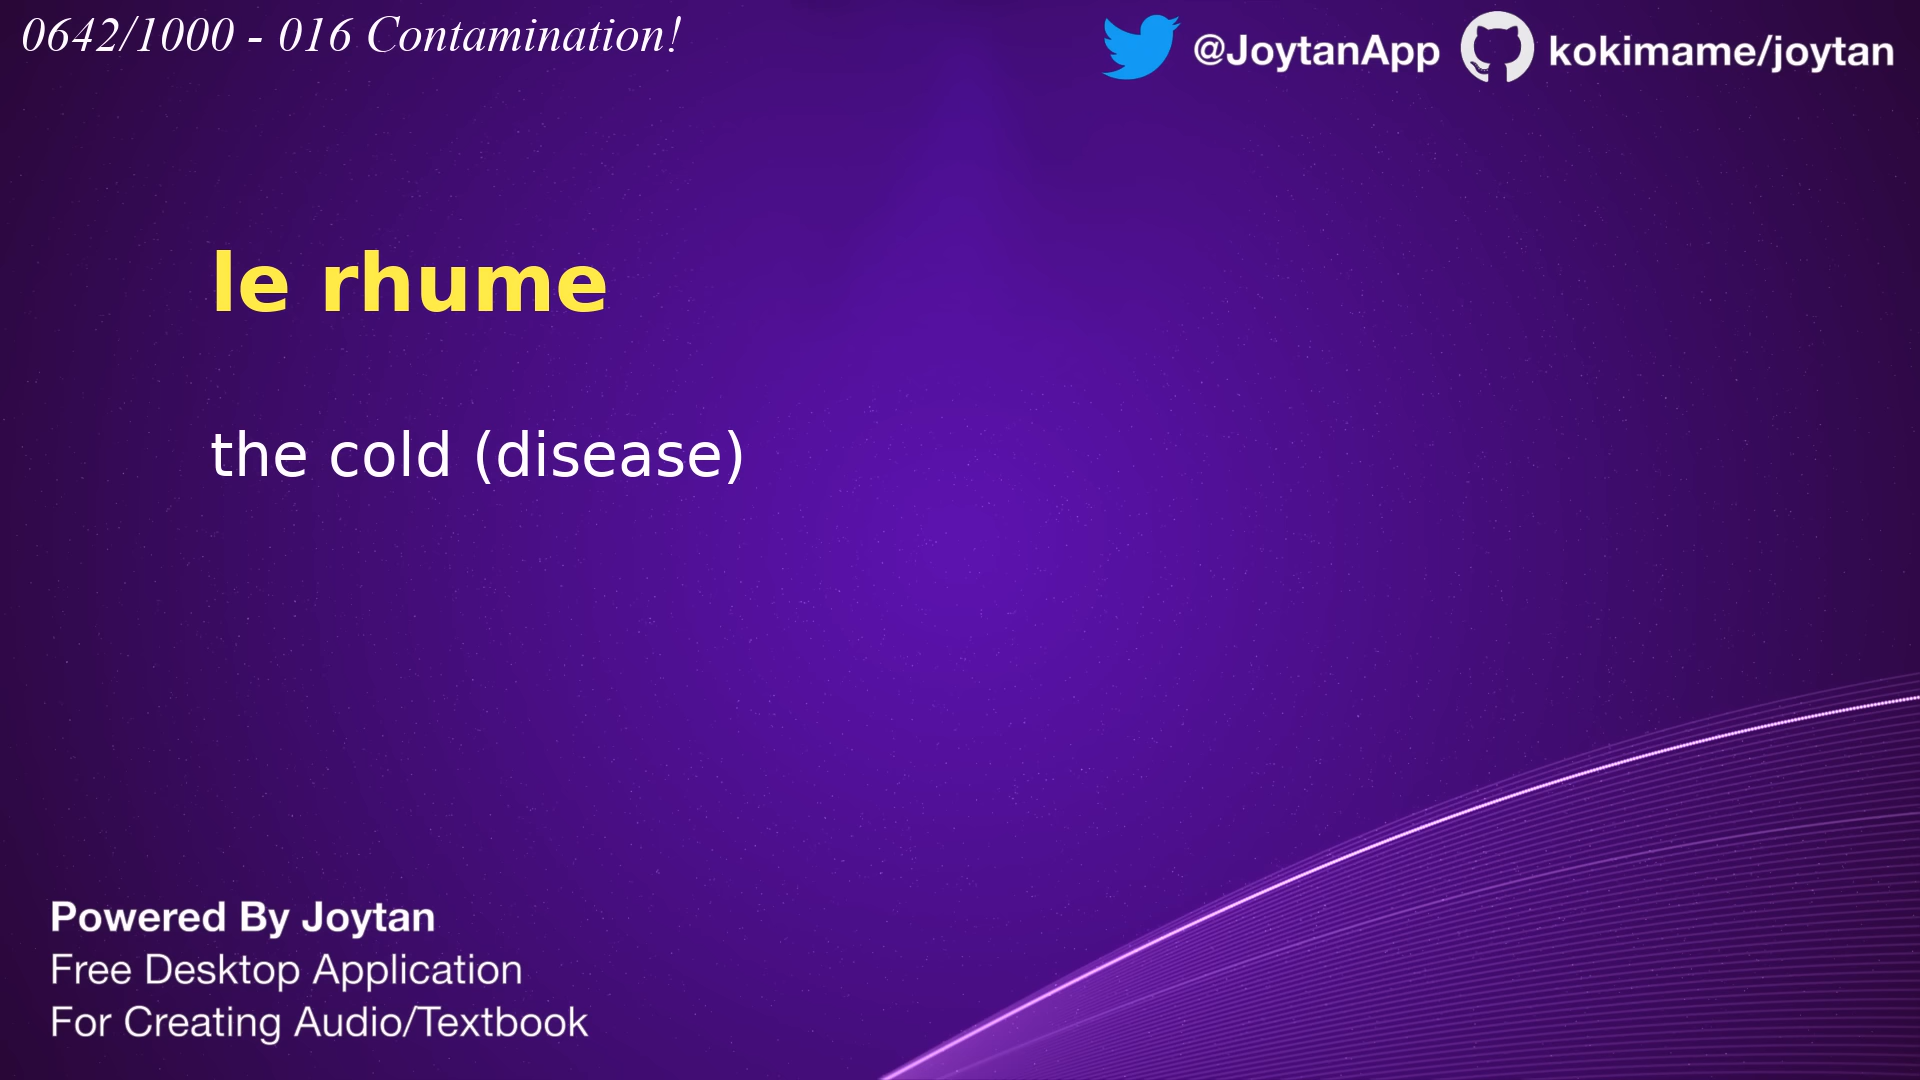 0642/1000 - 016 Contamination!
@JoytanApp
kokimame/joytan
le rhume
the cold (disease)
Powered By Joytan
Free Desktop Application
For Creating Audio/Textbook